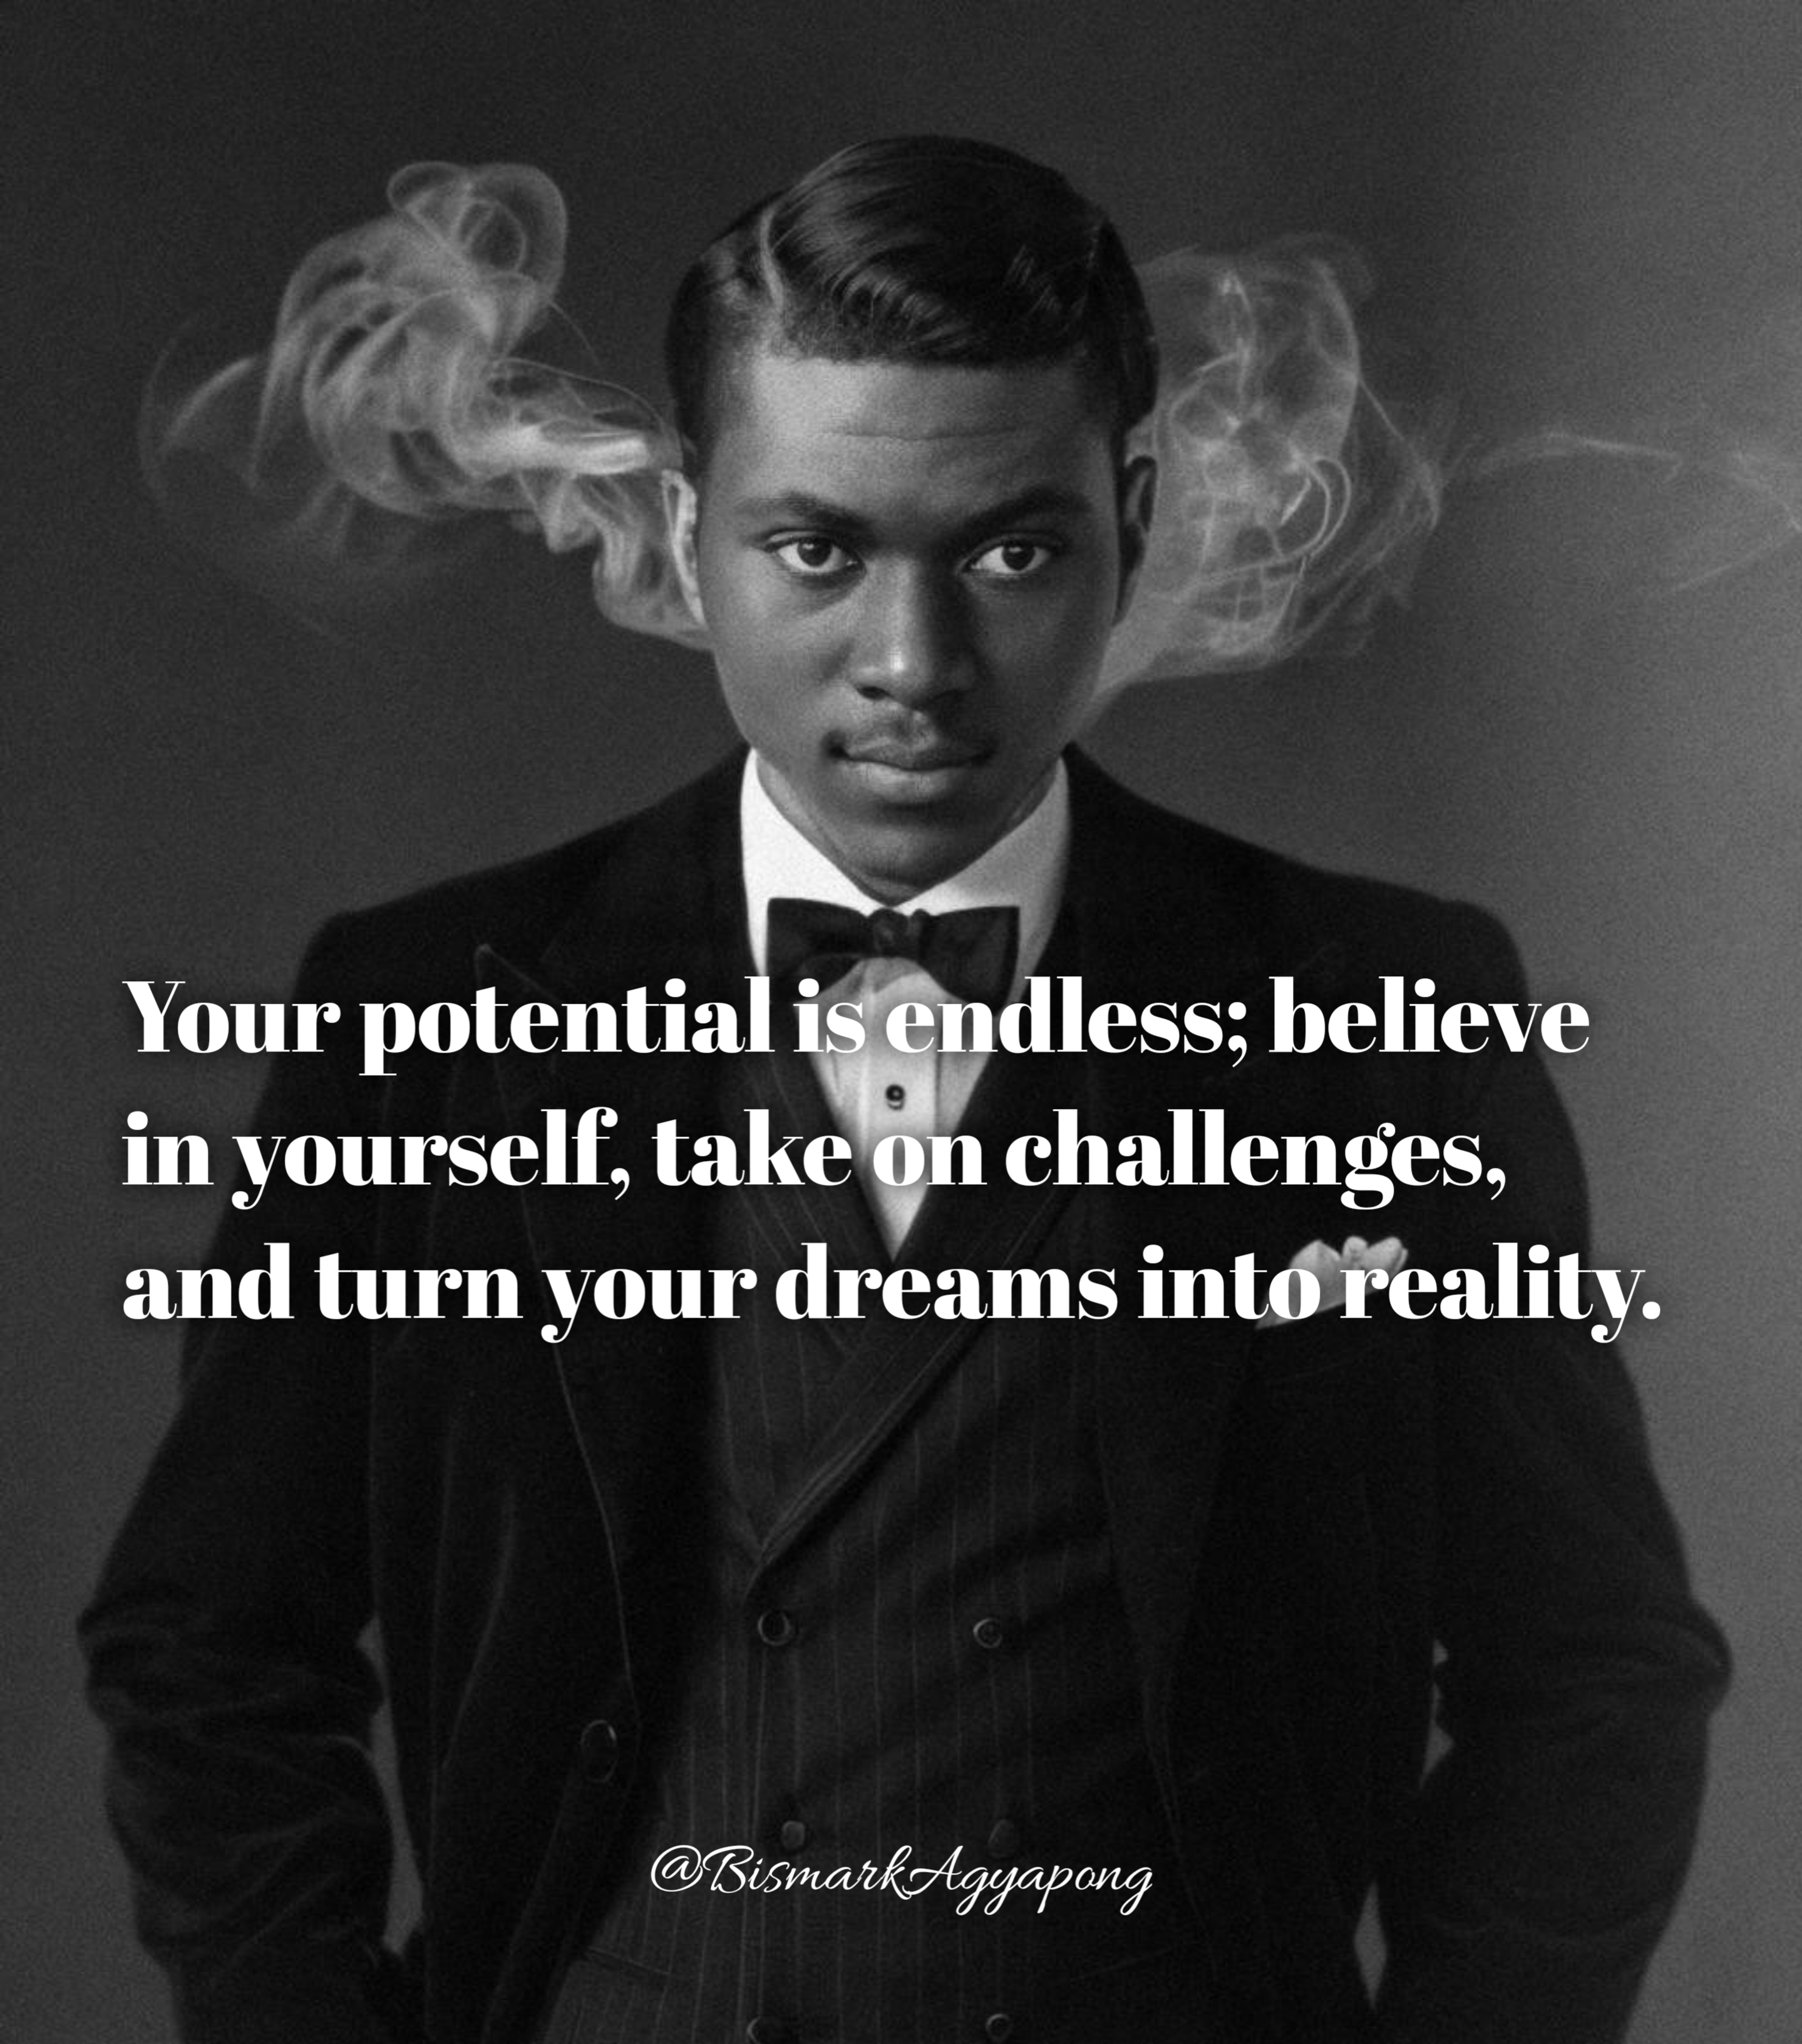 Your potential is endless; believe
in yourself, take on challenges,
and turn your dreams into reality.
@BismarkAgyapong